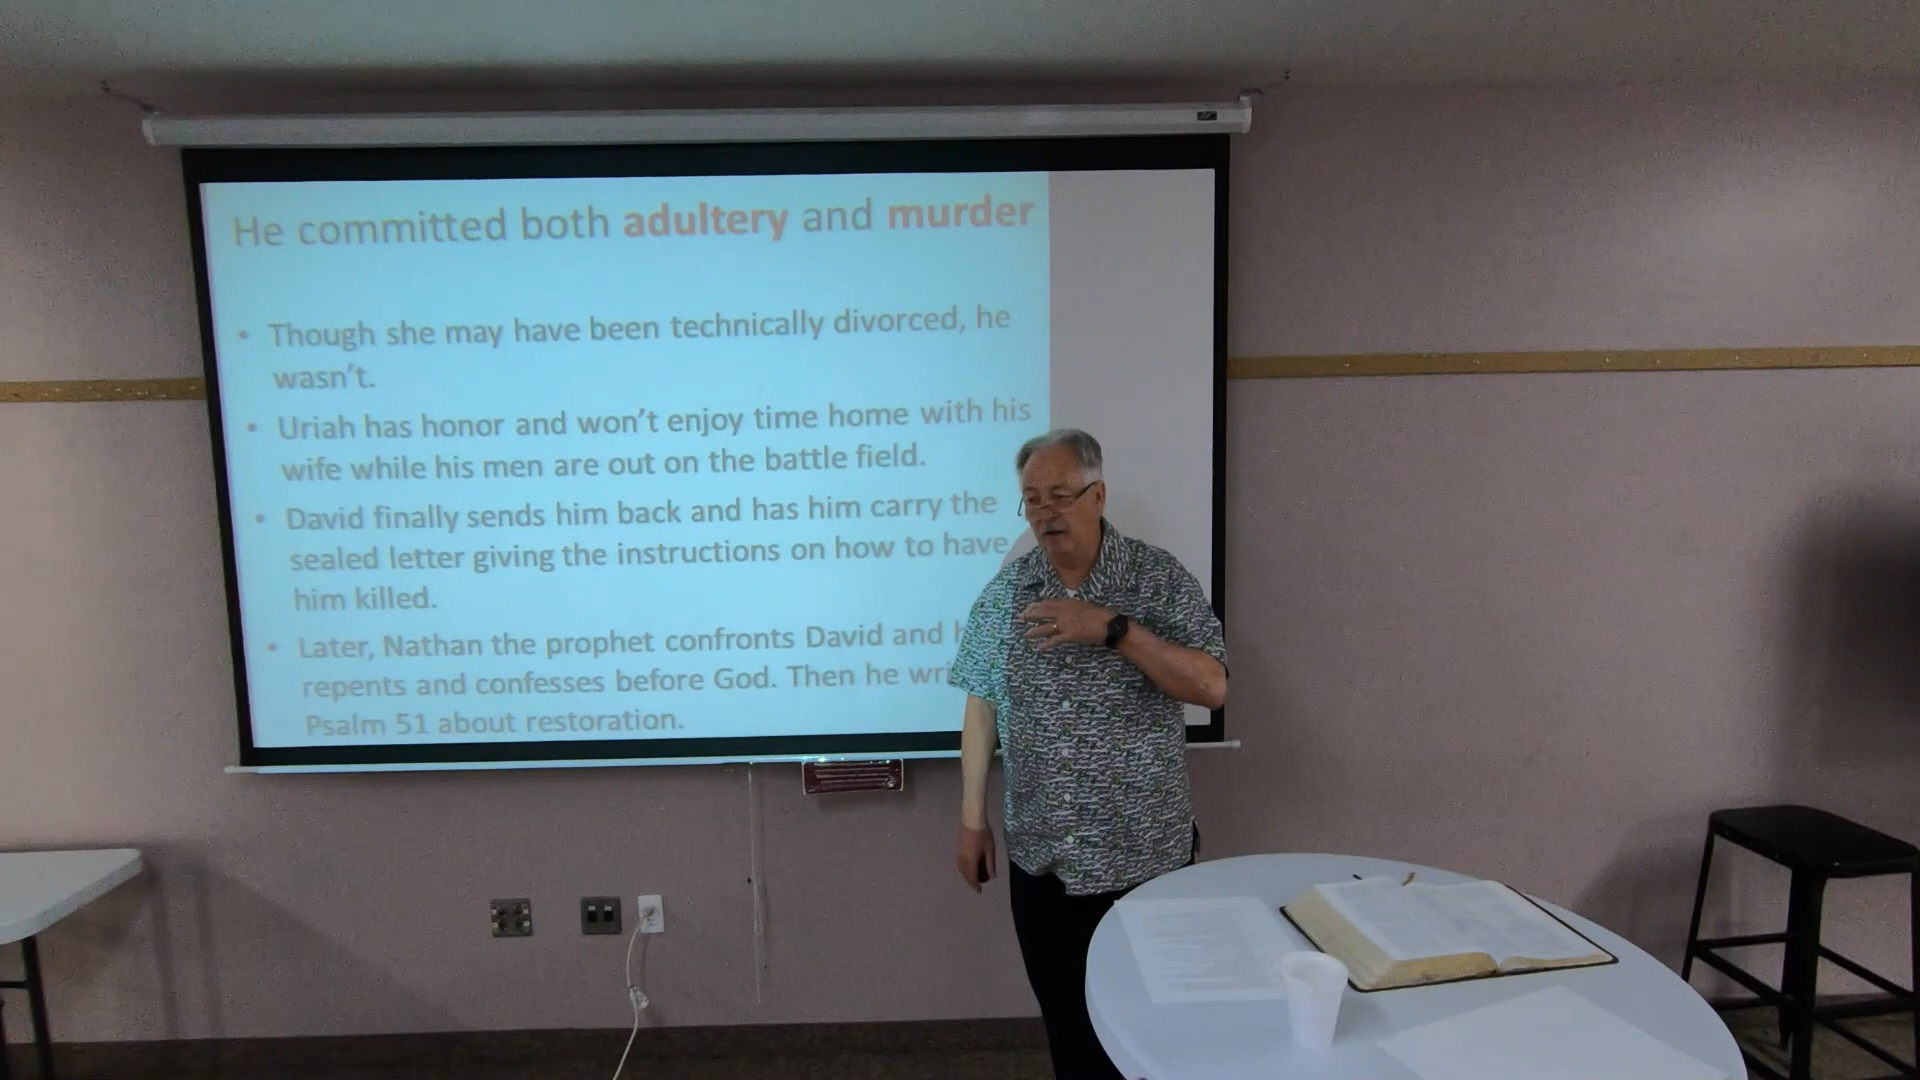 He committed both adultery and murder
• Though she may have been technically divorced, he
wasn't.
• Uriah has honor and won't enjoy time home with his
wife while his men are out on the battle field.
• David finally sends him back and has him carry the
sealed letter giving the instructions on how to have
him killed.
• Later, Nathan the prophet confronts David and
repents and confesses before God. Then he
Psalm 51 about restoration.